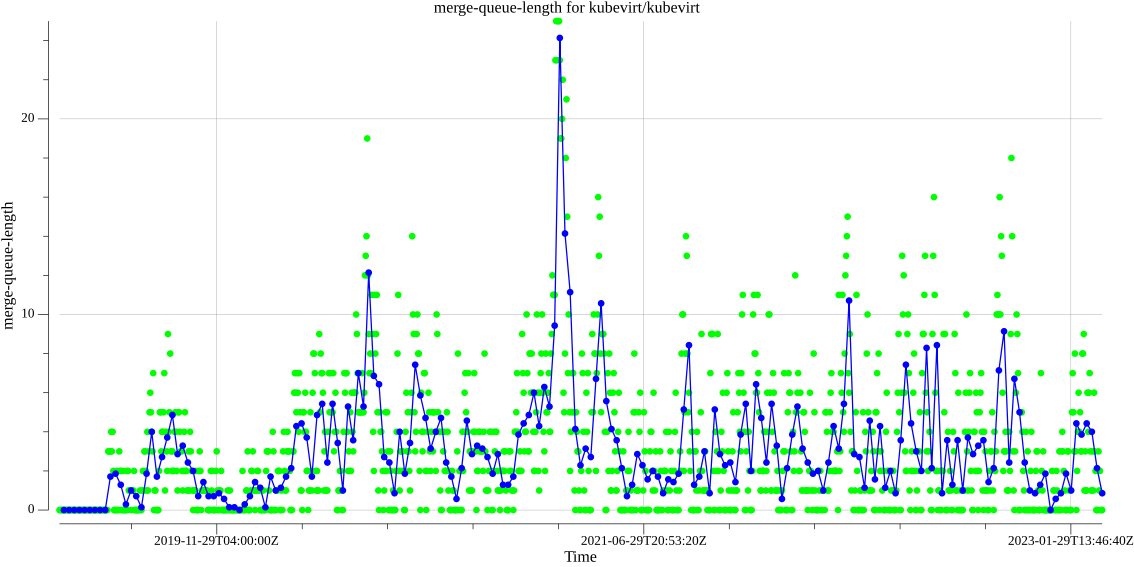 merge-queue-length for kubevirt/kubevirt
merge-queue-length
20
10
0
2019-11-29T04:00:00Z
2021-06-29T20:53:20Z
2023-01-29T13:46:40Z
Time